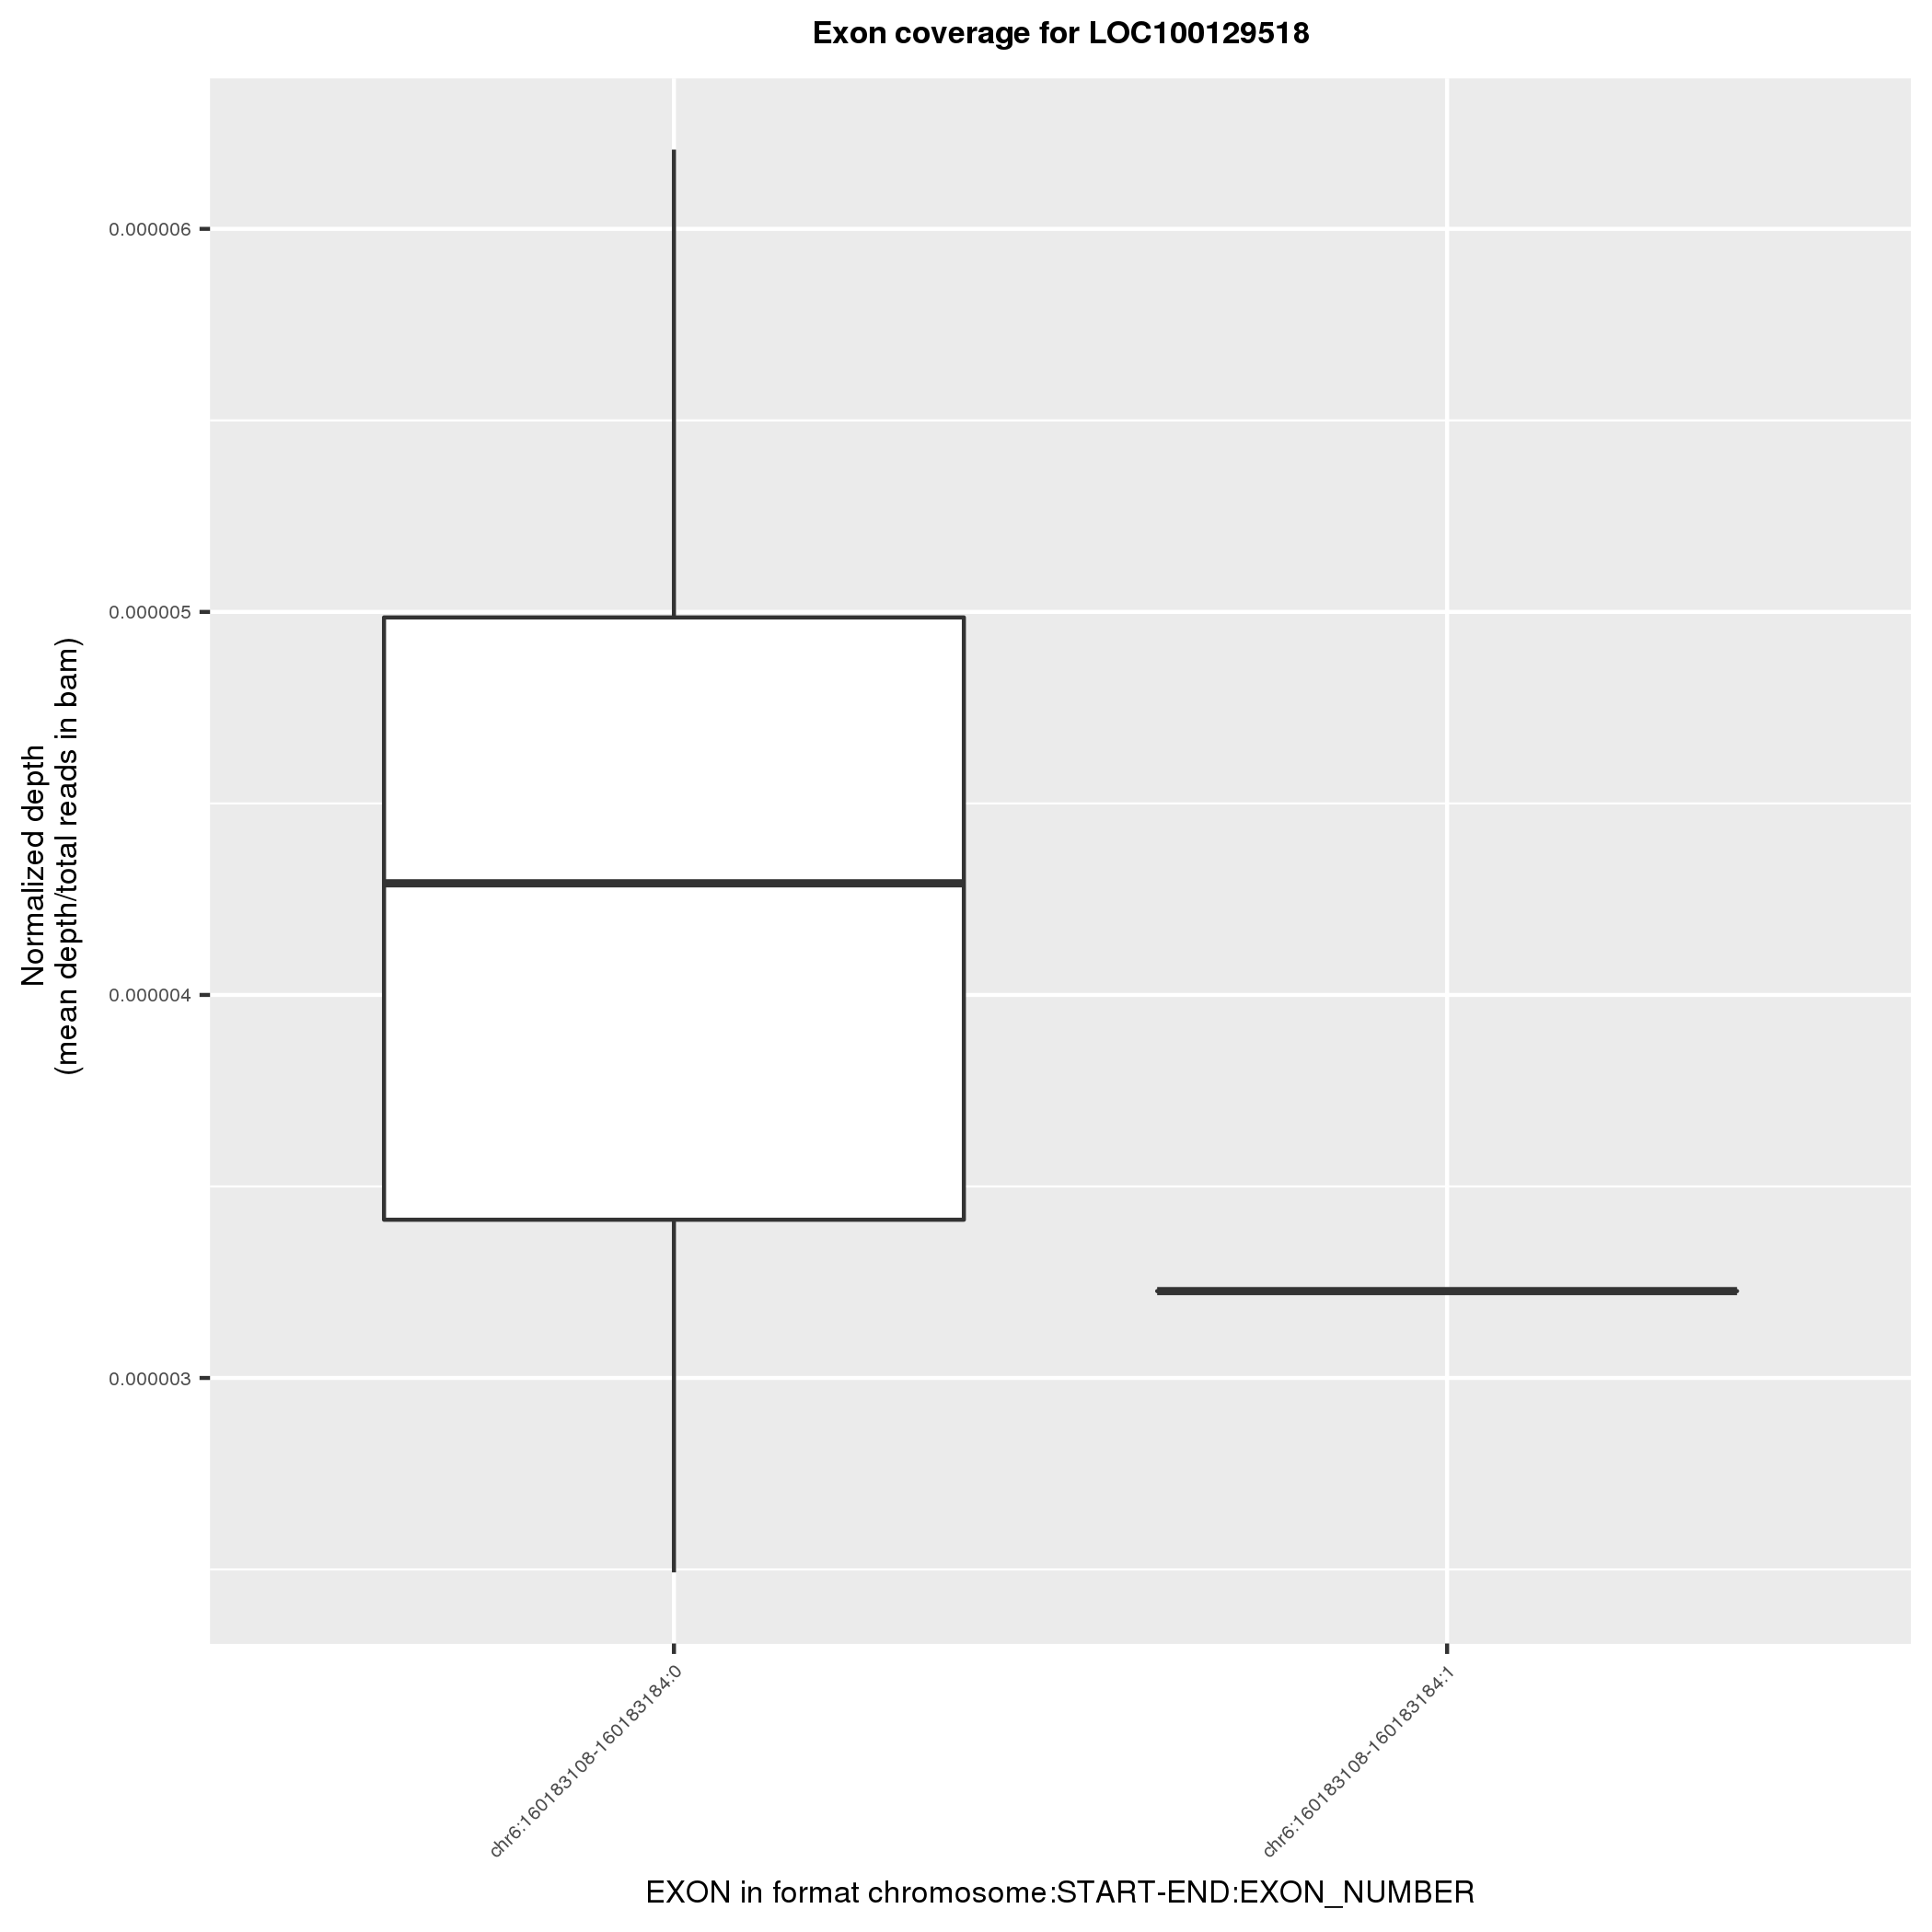 Exon coverage for LOC100129518
Normalized depth
(mean depth/total reads in bam)
0.000006
0.000005
0.000004
0.000003
chr6:160183108-160183184:0
chr6:160183108-160183184:1
EXON in format chromosome:START-END:EXON_NUMBER